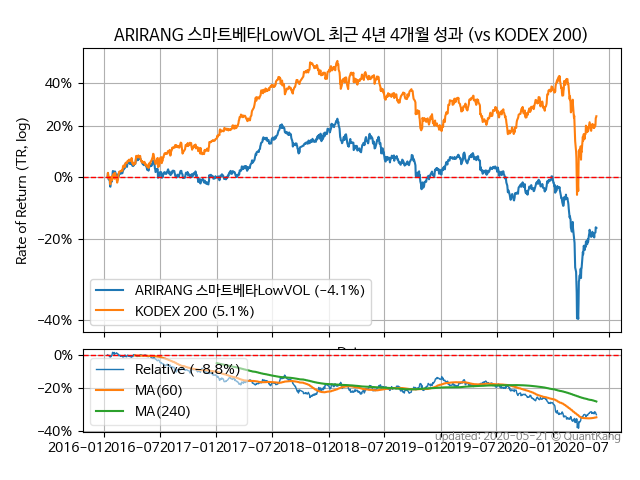 ARIRANG 스마트베타LowVOL 최근 4년 4개월 성과 (vs KODEX 200)
Rate of Return (TR, log)
40%
20%
0%
−20%
−40%
ARIRANG 스마트베타LowVOL (−4.1%)
KODEX 200 (5.1%)
0%
−20%
−40%
Relative (−8.8%)
MA(60)
MA(240)
2016-01 2016-07 2017-01 2017-07 2018-01 2018-07 2019-01 2019-07 2020-01 2020-07
Updated: 2020-05-21 © QuantKang